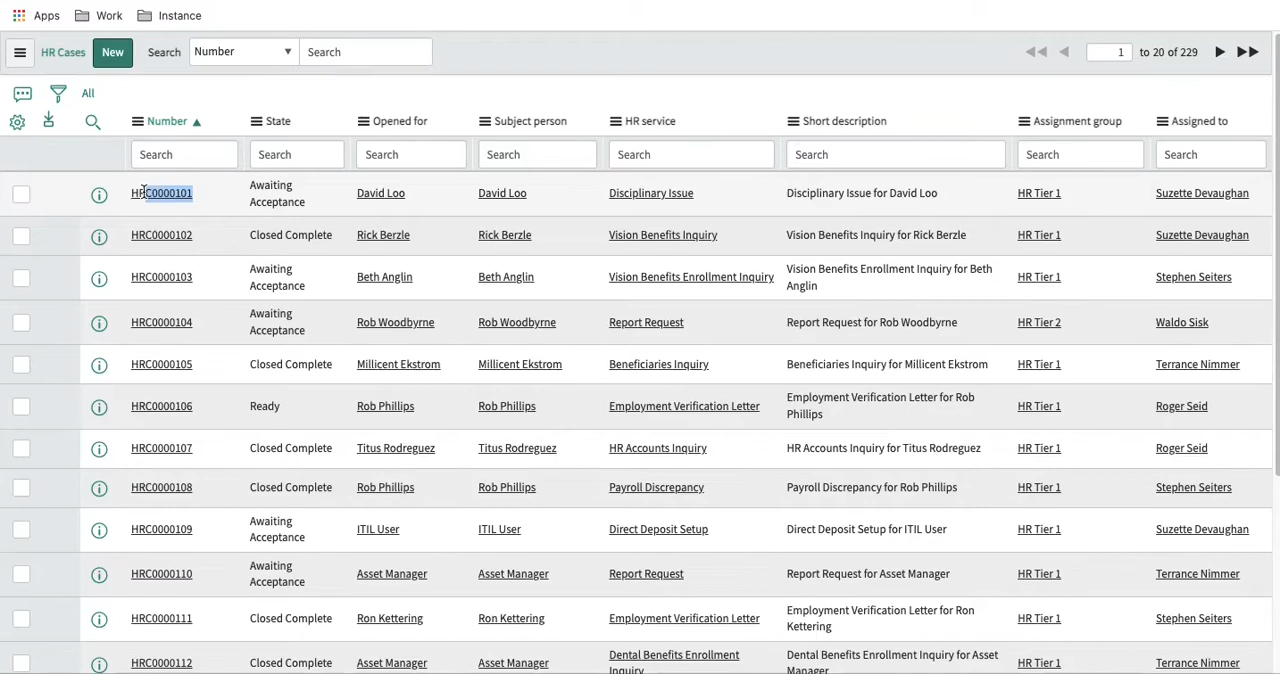 Apps Work Instance
HR Cases New Search Number Search 1 to 20 of 229
All
Number State Opened for Subject person HR service Short description Assignment group Assigned to
Search Search Search Search Search Search Search Search
HRC0000101 Awaiting Acceptance David Loo David Loo Disciplinary Issue Disciplinary Issue for David Loo HR Tier 1 Suzette Devaughan
HRC0000102 Closed Complete Rick Berzle Rick Berzle Vision Benefits Inquiry Vision Benefits Inquiry for Rick Berzle HR Tier 1 Suzette Devaughan
HRC0000103 Awaiting Acceptance Beth Anglin Beth Anglin Vision Benefits Enrollment Inquiry Vision Benefits Enrollment Inquiry for Beth Anglin HR Tier 1 Stephen Seiters
HRC0000104 Awaiting Acceptance Rob Woodbyrne Rob Woodbyrne Report Request Report Request for Rob Woodbyrne HR Tier 2 Waldo Sisk
HRC0000105 Closed Complete Millicent Ekstrom Millicent Ekstrom Beneficiaries Inquiry Beneficiaries Inquiry for Millicent Ekstrom HR Tier 1 Terrance Nimmer
HRC0000106 Ready Rob Phillips Rob Phillips Employment Verification Letter Employment Verification Letter for Rob Phillips HR Tier 1 Roger Seid
HRC0000107 Closed Complete Titus Rodreguez Titus Rodreguez HR Accounts Inquiry HR Accounts Inquiry for Titus Rodreguez HR Tier 1 Roger Seid
HRC0000108 Closed Complete Rob Phillips Rob Phillips Payroll Discrepancy Payroll Discrepancy for Rob Phillips HR Tier 1 Stephen Seiters
HRC0000109 Awaiting Acceptance ITIL User ITIL User Direct Deposit Setup Direct Deposit Setup for ITIL User HR Tier 1 Suzette Devaughan
HRC0000110 Awaiting Acceptance Asset Manager Asset Manager Report Request Report Request for Asset Manager HR Tier 1 Terrance Nimmer
HRC0000111 Closed Complete Ron Kettering Ron Kettering Employment Verification Letter Employment Verification Letter for Ron Kettering HR Tier 1 Stephen Seiters
HRC0000112 Closed Complete Asset Manager Asset Manager Dental Benefits Enrollment Inquiry Dental Benefits Enrollment Inquiry for Asset Manager HR Tier 1 Terrance Nimmer